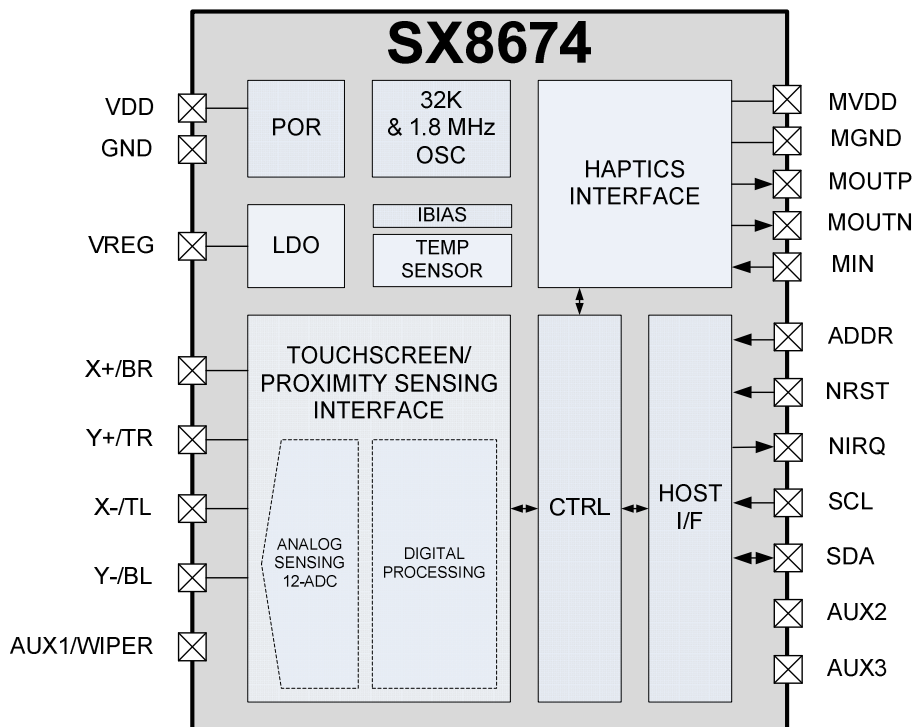 SX8674
VDD
GND
VREG
X+/BR
Y+/TR
X-/TL
Y-/BL
AUX1/WIPER
POR
32K
& 1.8 MHz
OSC
LDO
IBIAS
TEMP
SENSOR
HAPTICS
INTERFACE
TOUCHSCREEN/
PROXIMITY SENSING
INTERFACE
ANALOG
SENSING
12-ADC
DIGITAL
PROCESSING
CTRL
HOST
I/F
MVDD
MGND
MOUTP
MOUTN
MIN
ADDR
NRST
NIRQ
SCL
SDA
AUX2
AUX3